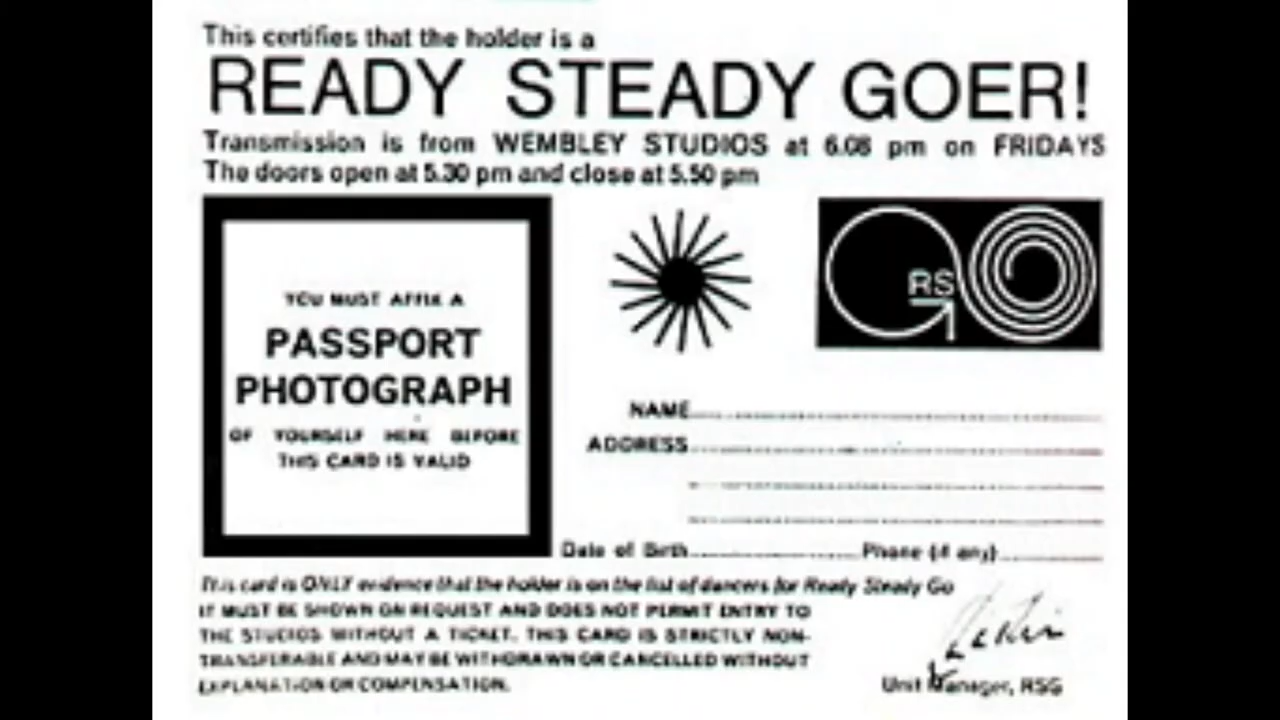 This certifies that the holder is a
READY STEADY GOER!
Transmission is from WEMBLEY STUDIOS at 6.08 pm on FRIDAYS
The doors open at 5.30 pm and close at 5.50 pm
YOU MUST AFFIX A
PASSPORT
PHOTOGRAPH
OF YOURSELF HERE BEFORE
THIS CARD IS VALID
RSG
NAME
ADDRESS
Date of Birth Phone (if any)
This card is ONLY evidence that the holder is on the list of dancers for Ready Steady Go
IT MUST BE SHOWN ON REQUEST AND DOES NOT PERMIT ENTRY TO
THE STUDIOS WITHOUT A TICKET. THIS CARD IS STRICTLY NON-
TRANSFERABLE AND MAY BE WITHDRAWN OR CANCELLED WITHOUT
EXPLANATION OR COMPENSATION.
Unit Manager, RSG